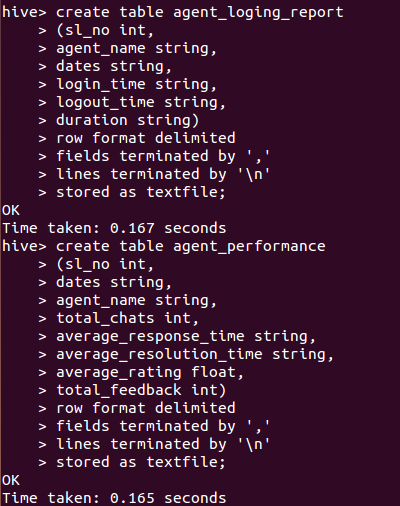 hive> create table agent_loging_report
    > (sl_no int,
    > agent_name string,
    > dates string,
    > login_time string,
    > logout_time string,
    > duration string)
    > row format delimited
    > fields terminated by ','
    > lines terminated by '\n'
    > stored as textfile;
OK
Time taken: 0.167 seconds
hive> create table agent_performance
    > (sl_no int,
    > dates string,
    > agent_name string,
    > total_chats int,
    > average_response_time string,
    > average_resolution_time string,
    > average_rating float,
    > total_feedback int)
    > row format delimited
    > fields terminated by ','
    > lines terminated by '\n'
    > stored as textfile;
OK
Time taken: 0.165 seconds